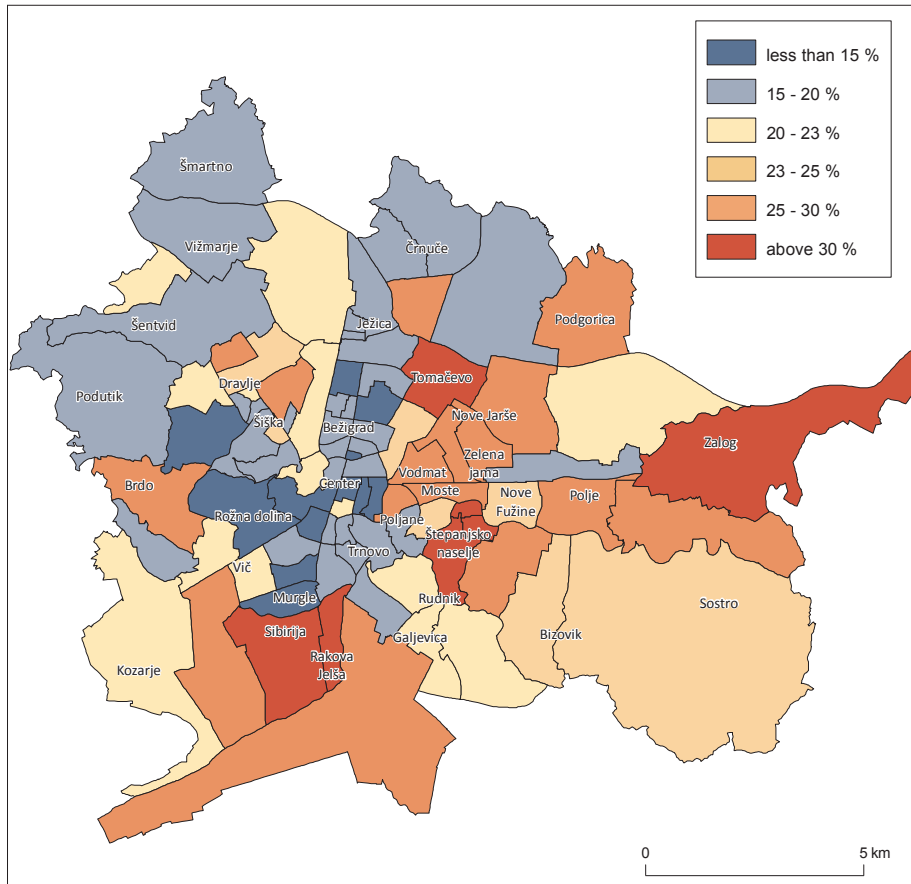 less than 15 %
15 - 20 %
20 - 23 %
23 - 25 %
25 - 30 %
above 30 %
Šmartno
Vižmarje
Črnuče
Šentvid
Ježica
Podgorica
Podutik
Dravlje
Tomačevo
Šiška
Bežigrad
Nove Jarše
Zalog
Brdo
Center
Vodmat
Zelena
jama
Moste
Nove
Fužine
Polje
Rožna dolina
Poljane
Štepanjsko
naselje
Trnovo
Vič
Murgle
Rudnik
Sostro
Sibirija
Galjevica
Bizovik
Kozarje
Rakova
Jelša
0 5 km